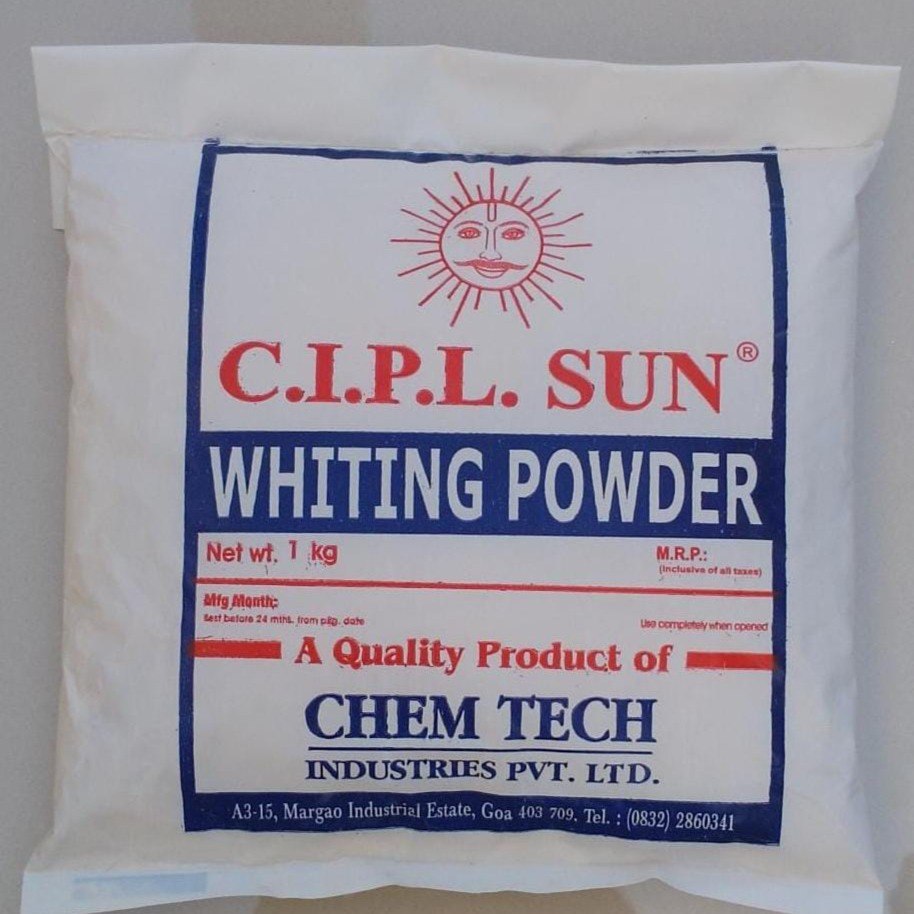 C.I.P.L. SUN®
WHITING POWDER
Net wt. 1 kg M.R.P.:
(Inclusive of all taxes)
Mfg Month:
Best before 24 mths. from pkg. date Use completely when opened
A Quality Product of
CHEM TECH
INDUSTRIES PVT. LTD.
A3-15, Margao Industrial Estate, Goa 403 709. Tel. : (0832) 2860341